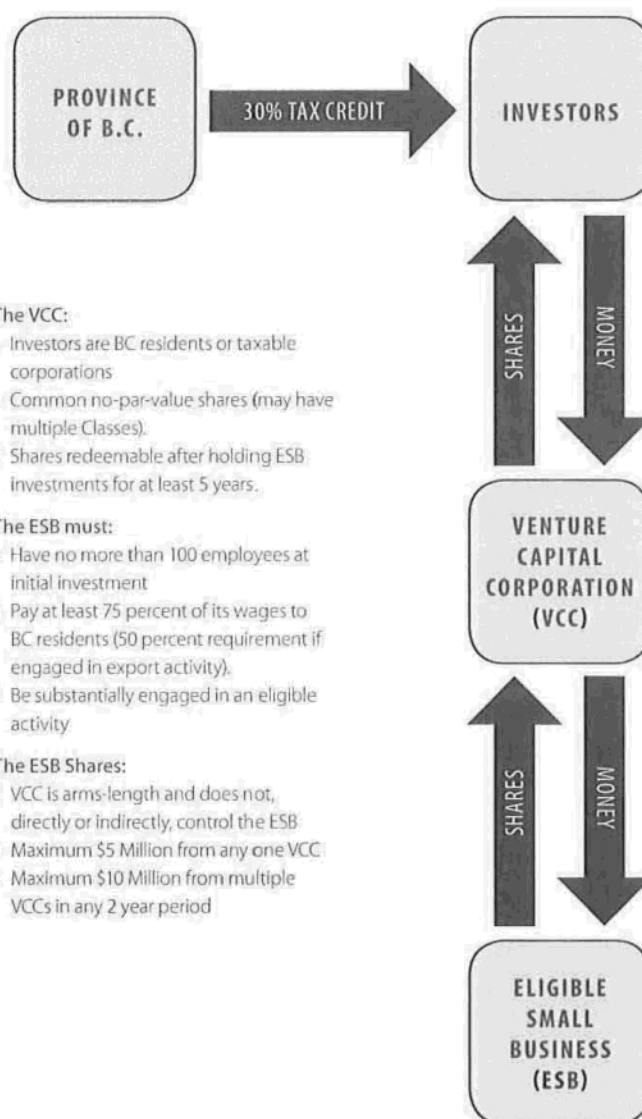 PROVINCE
OF B.C.
30% TAX CREDIT
INVESTORS
SHARES
MONEY
The VCC:
Investors are BC residents or taxable
corporations
Common no-par-value shares (may have
multiple Classes).
Shares redeemable after holding ESB
investments for at least 5 years.
The ESB must:
Have no more than 100 employees at
initial investment
Pay at least 75 percent of its wages to
BC residents (50 percent requirement if
engaged in export activity).
Be substantially engaged in an eligible
activity
The ESB Shares:
VCC is arms-length and does not,
directly or indirectly, control the ESB
Maximum $5 Million from any one VCC
Maximum $10 Million from multiple
VCCs in any 2 year period
VENTURE
CAPITAL
CORPORATION
(VCC)
SHARES
MONEY
ELIGIBLE
SMALL
BUSINESS
(ESB)